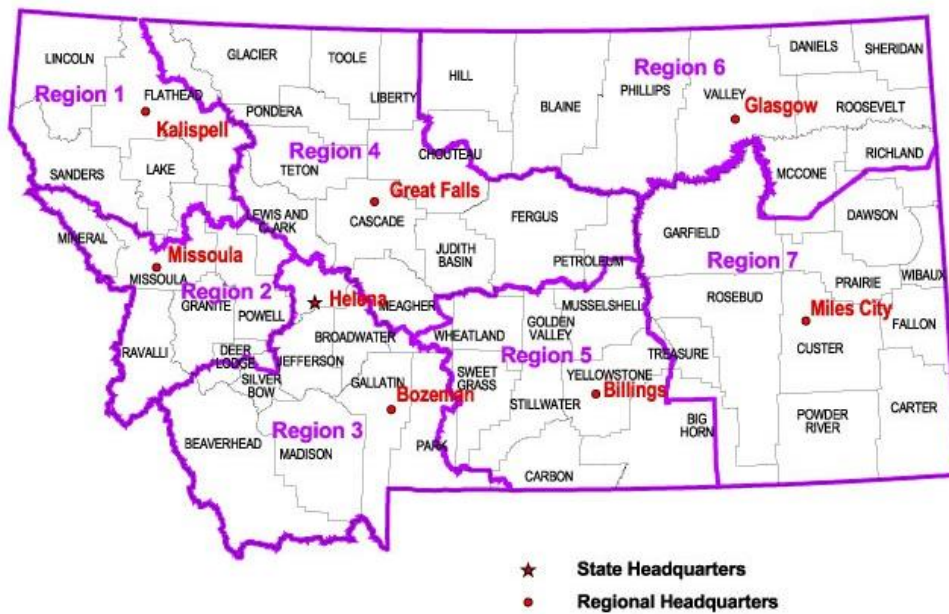 LINCOLN
GLACIER
TOOLE
DANIELS
SHERIDAN
HILL
Region 6
Region 1
FLATHEAD
LIBERTY
BLAINE
PHILLIPS
VALLEY
ROOSEVELT
PONDERA
Glasgow
Kalispell
Region 4
CHOUTEAU
RICHLAND
SANDERS
LAKE
TETON
MCCONE
Great Falls
LEWIS AND
CLARK
CASCADE
FERGUS
DAWSON
MINERAL
GARFIELD
Missoula
JUDITH
BASIN
PETROLEUM
Region 7
MISSOULA
Region 2
PRAIRIE
WIBAUX
GRANITE
Helena
MEAGHER
MUSSELSHELL
ROSEBUD
POWELL
GOLDEN
VALLEY
Miles City
FALLON
BROADWATER
WHEATLAND
RAVALLI
DEER
LODGE
JEFFERSON
Region 5
TREASURE
CUSTER
SILVER
BOW
GALLATIN
SWEET
GRASS
YELLOWSTONE
Bozeman
STILLWATER
Billings
CARTER
BEAVERHEAD
Region 3
MADISON
PARK
BIG
HORN
POWDER
RIVER
CARBON
State Headquarters
Regional Headquarters